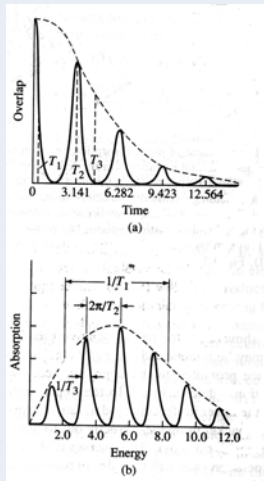 Overlap
T₁
T₂
T₃
0 3.141 6.282 9.423 12.564
Time
(a)
1/T₁
2π/T₂
1/T₃
Absorption
2.0 4.0 6.0 8.0 10.0 12.0
Energy
(b)